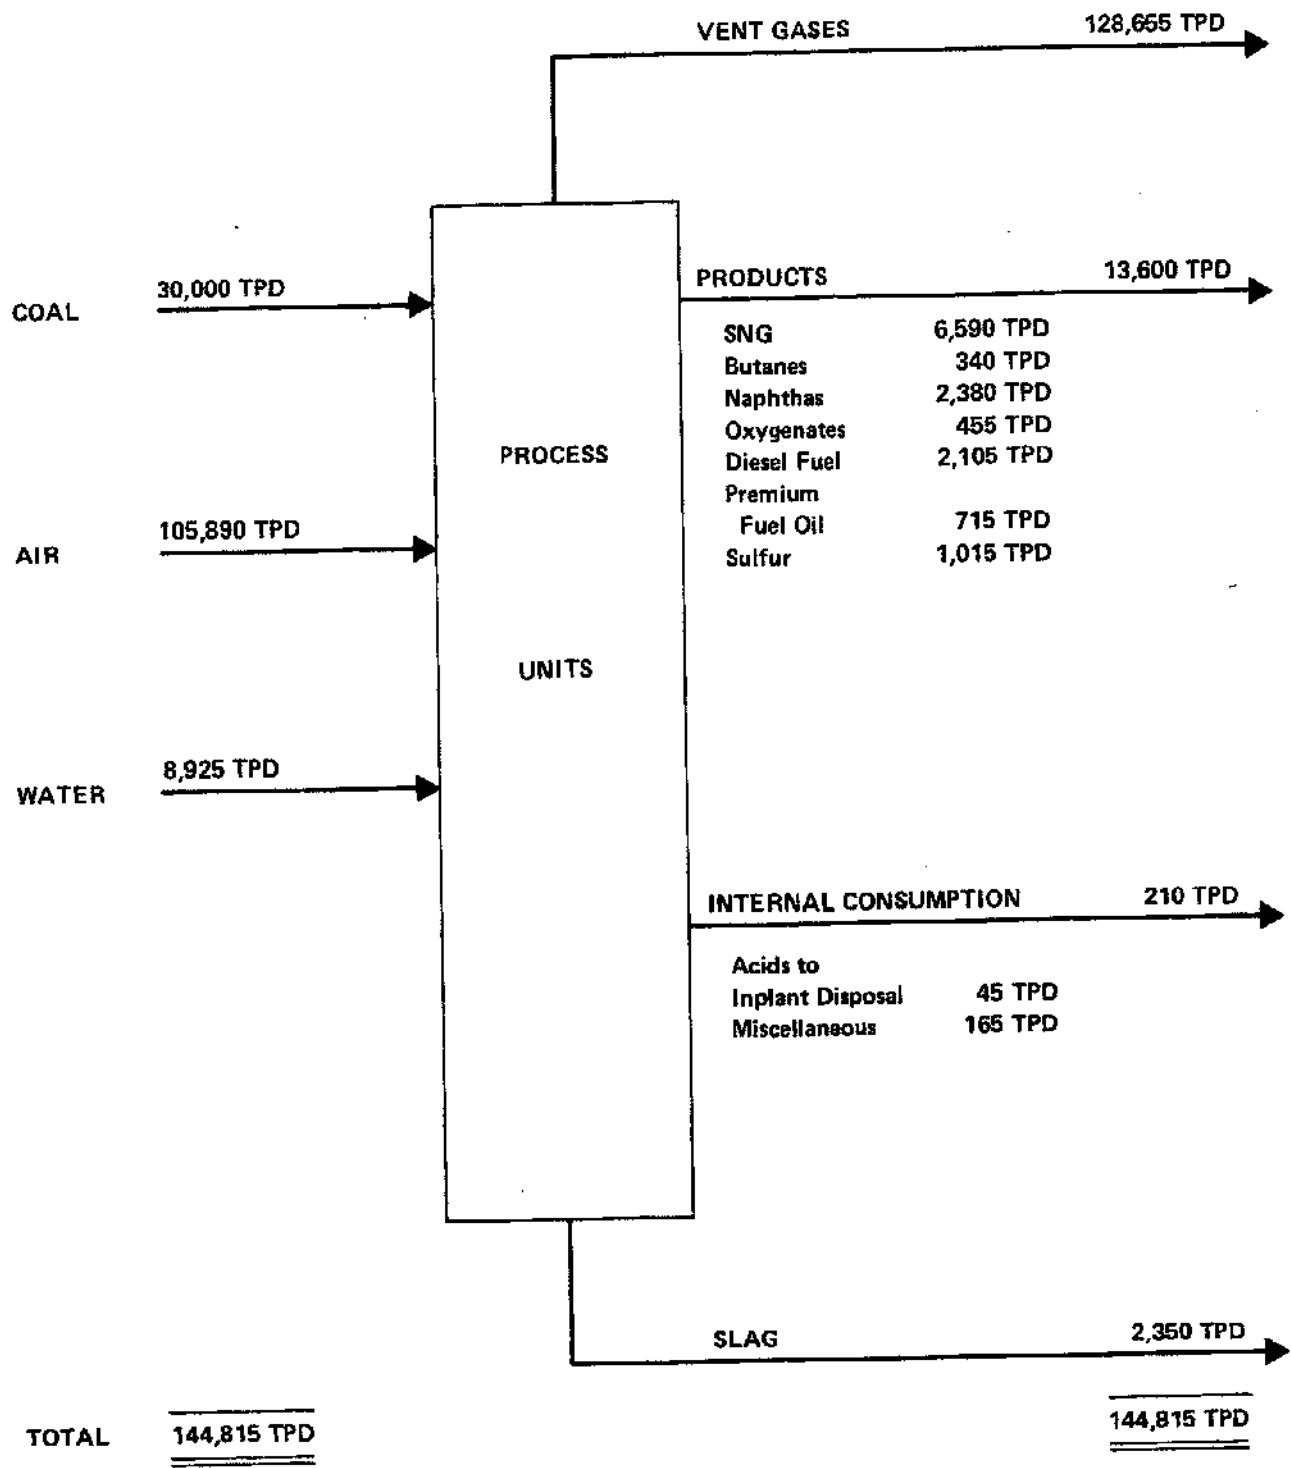 VENT GASES 128,655 TPD
PRODUCTS 13,600 TPD
COAL 30,000 TPD
SNG 6,590 TPD
Butanes 340 TPD
Naphthas 2,380 TPD
Oxygenates 455 TPD
PROCESS
Diesel Fuel 2,105 TPD
Premium
Fuel Oil 715 TPD
AIR 105,890 TPD
Sulfur 1,015 TPD
UNITS
WATER 8,925 TPD
INTERNAL CONSUMPTION 210 TPD
Acids to
Inplant Disposal 45 TPD
Miscellaneous 165 TPD
SLAG 2,350 TPD
TOTAL 144,815 TPD 144,815 TPD